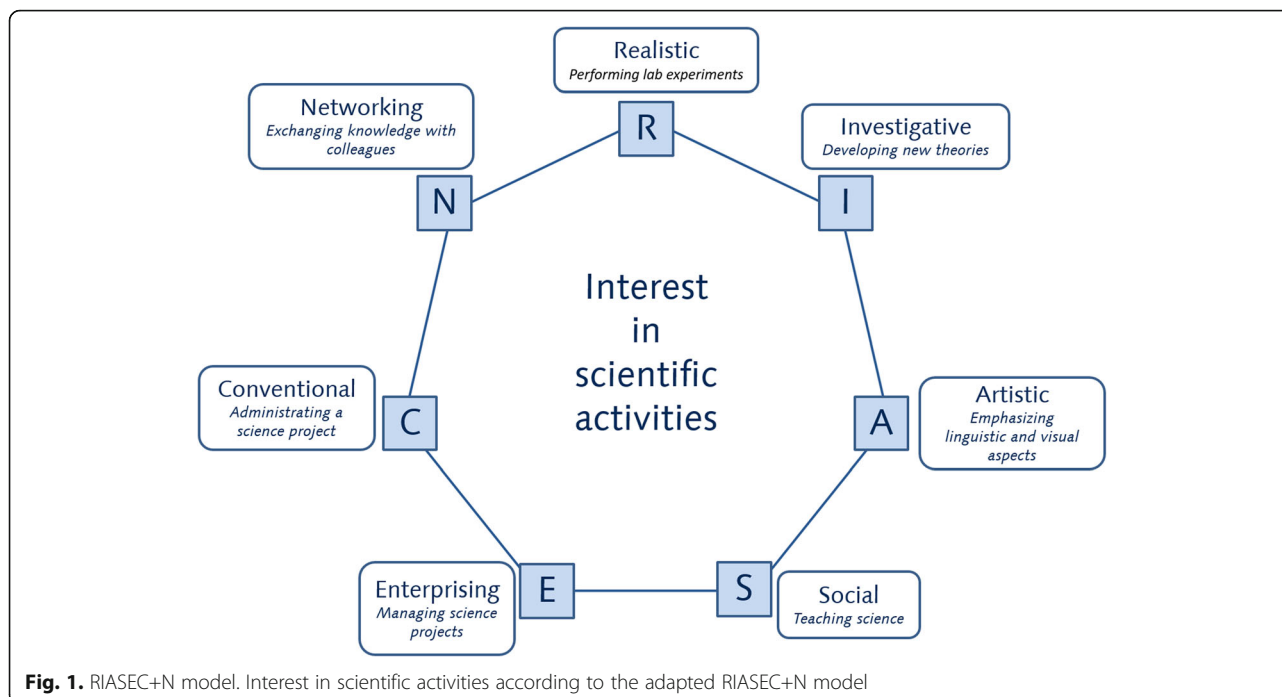 Realistic
Performing lab experiments
R
Networking
Exchanging knowledge with
colleagues
N
Investigative
Developing new theories
I
Interest
in
scientific
activities
Conventional
Administrating a
science project
C
A
Artistic
Emphasizing
linguistic and visual
aspects
Enterprising
Managing science
projects
E
S
Social
Teaching science
Fig. 1. RIASEC+N model. Interest in scientific activities according to the adapted RIASEC+N model